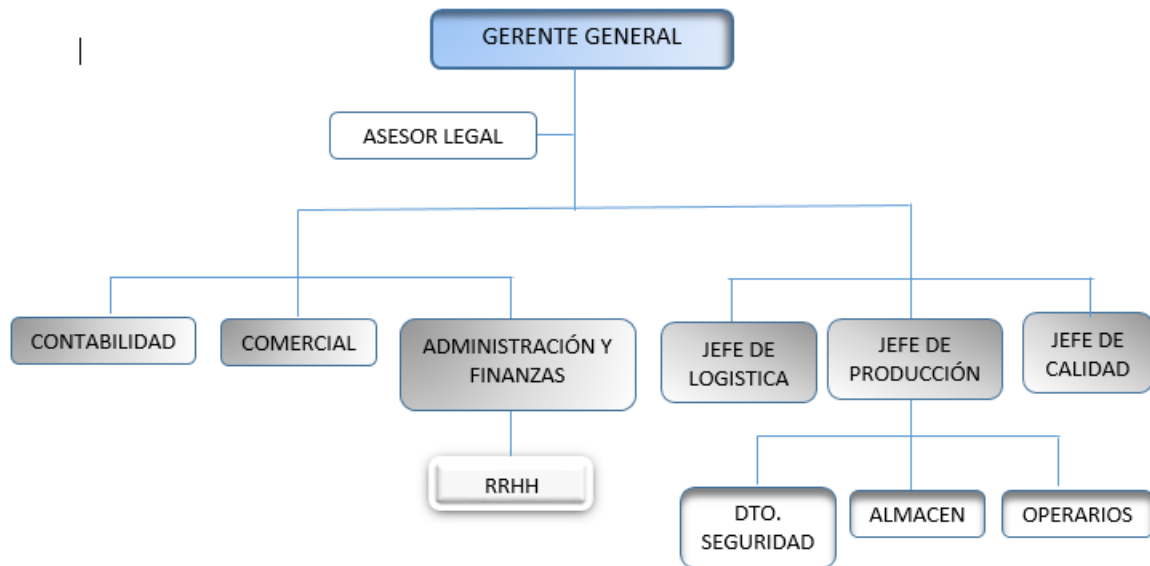 GERENTE GENERAL
ASESOR LEGAL
CONTABILIDAD
COMERCIAL
ADMINISTRACIÓN Y
FINANZAS
JEFE DE
LOGISTICA
JEFE DE
PRODUCCIÓN
JEFE DE
CALIDAD
RRHH
DTO.
SEGURIDAD
ALMACEN
OPERARIOS